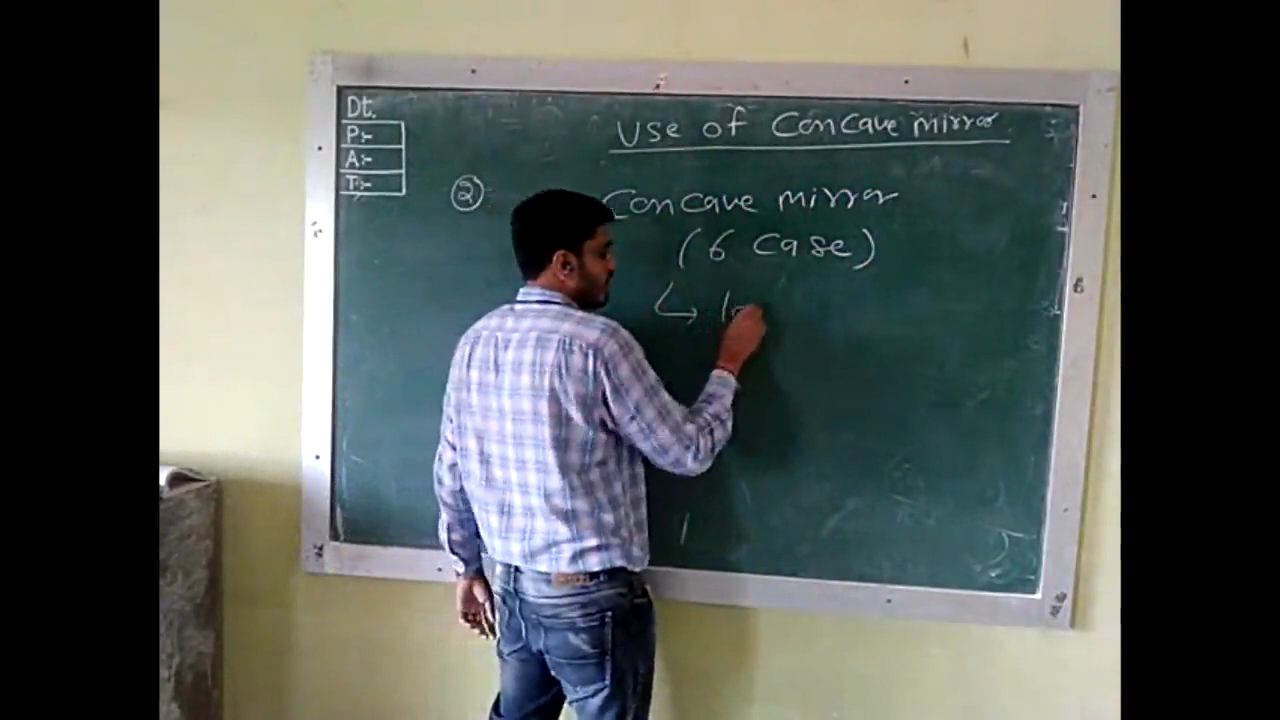 Dt.
P:-
A:-
T:-
Use of Concave mirror
②
Concave mirror
(6 Case)
↳